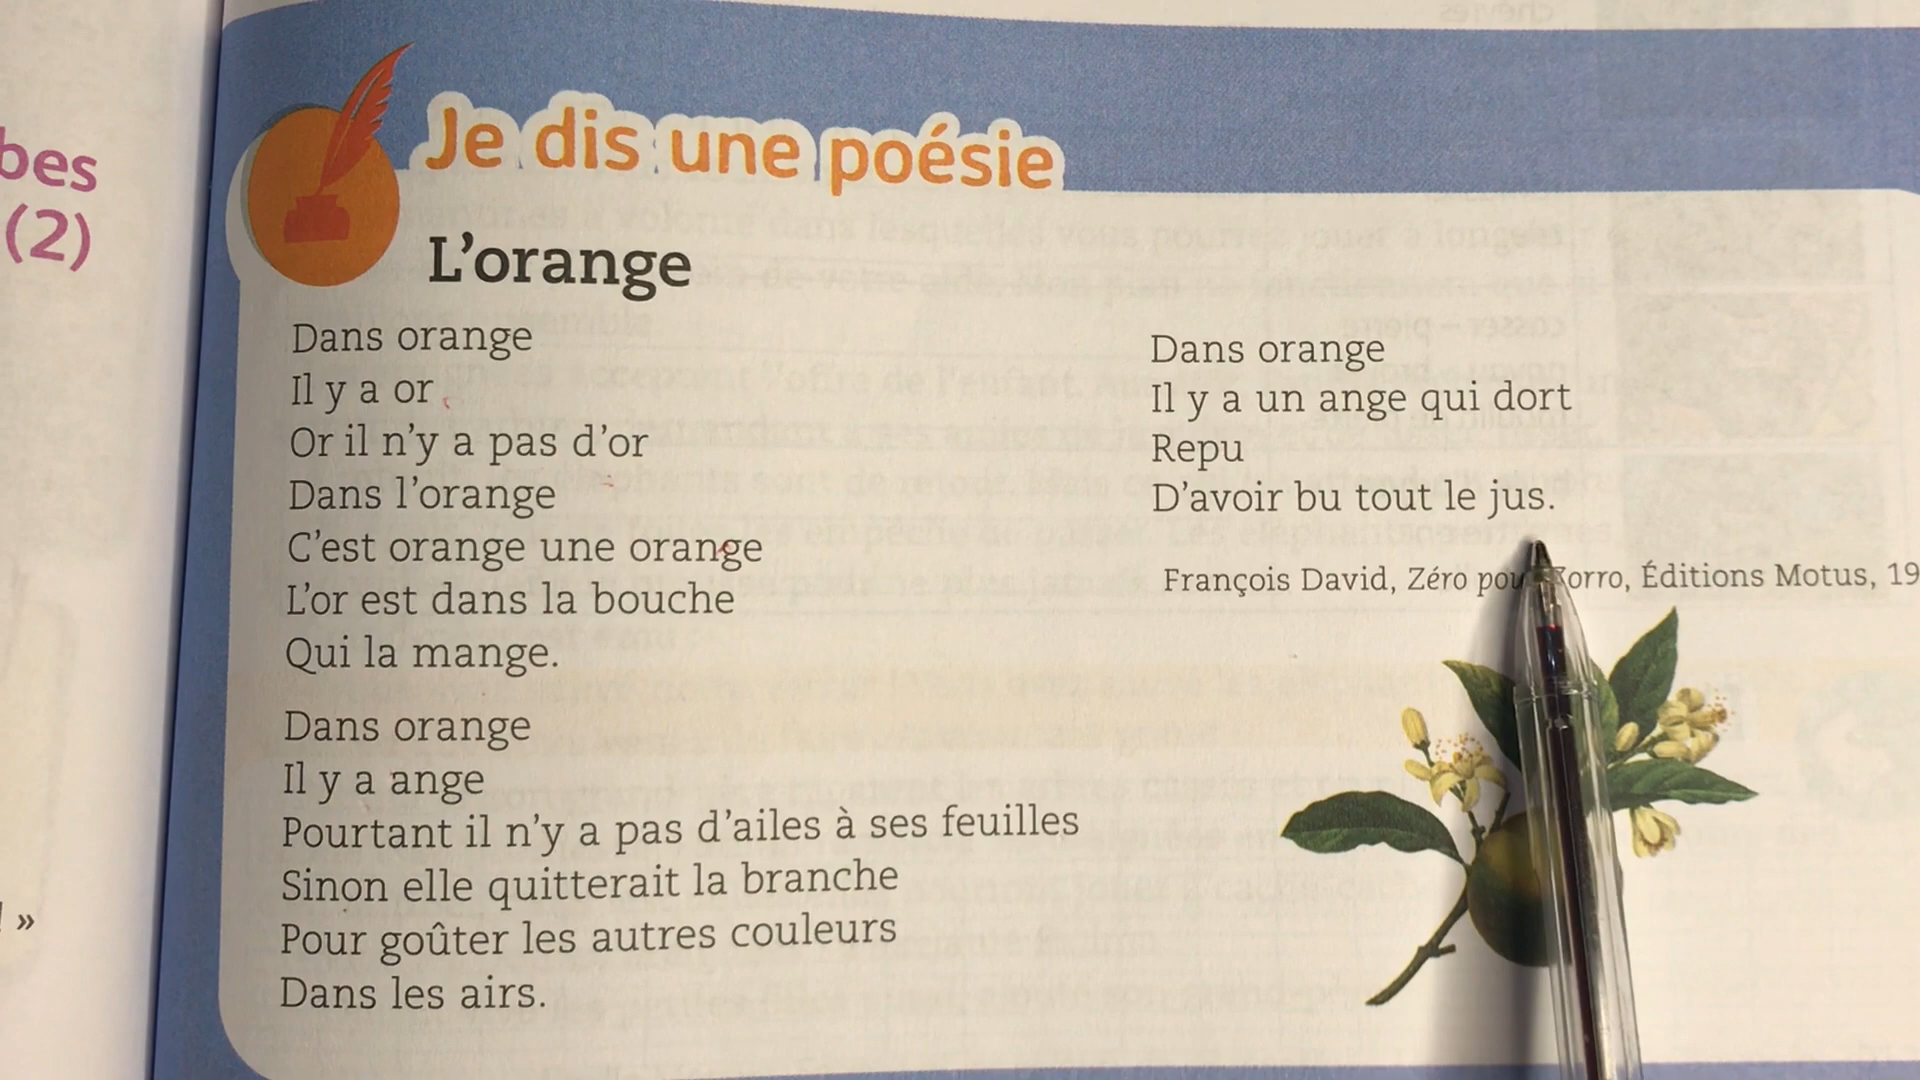 bes
(2)
! »
Je dis une poésie
L'orange
Dans orange
Il y a or
Or il n'y a pas d'or
Dans l'orange
C'est orange une orange
L'or est dans la bouche
Qui la mange.
Dans orange
Il y a ange
Pourtant il n'y a pas d'ailes à ses feuilles
Sinon elle quitterait la branche
Pour goûter les autres couleurs
Dans les airs.
Dans orange
Il y a un ange qui dort
Repu
D'avoir bu tout le jus.
François David, Zéro pou Zorro, Éditions Motus, 19